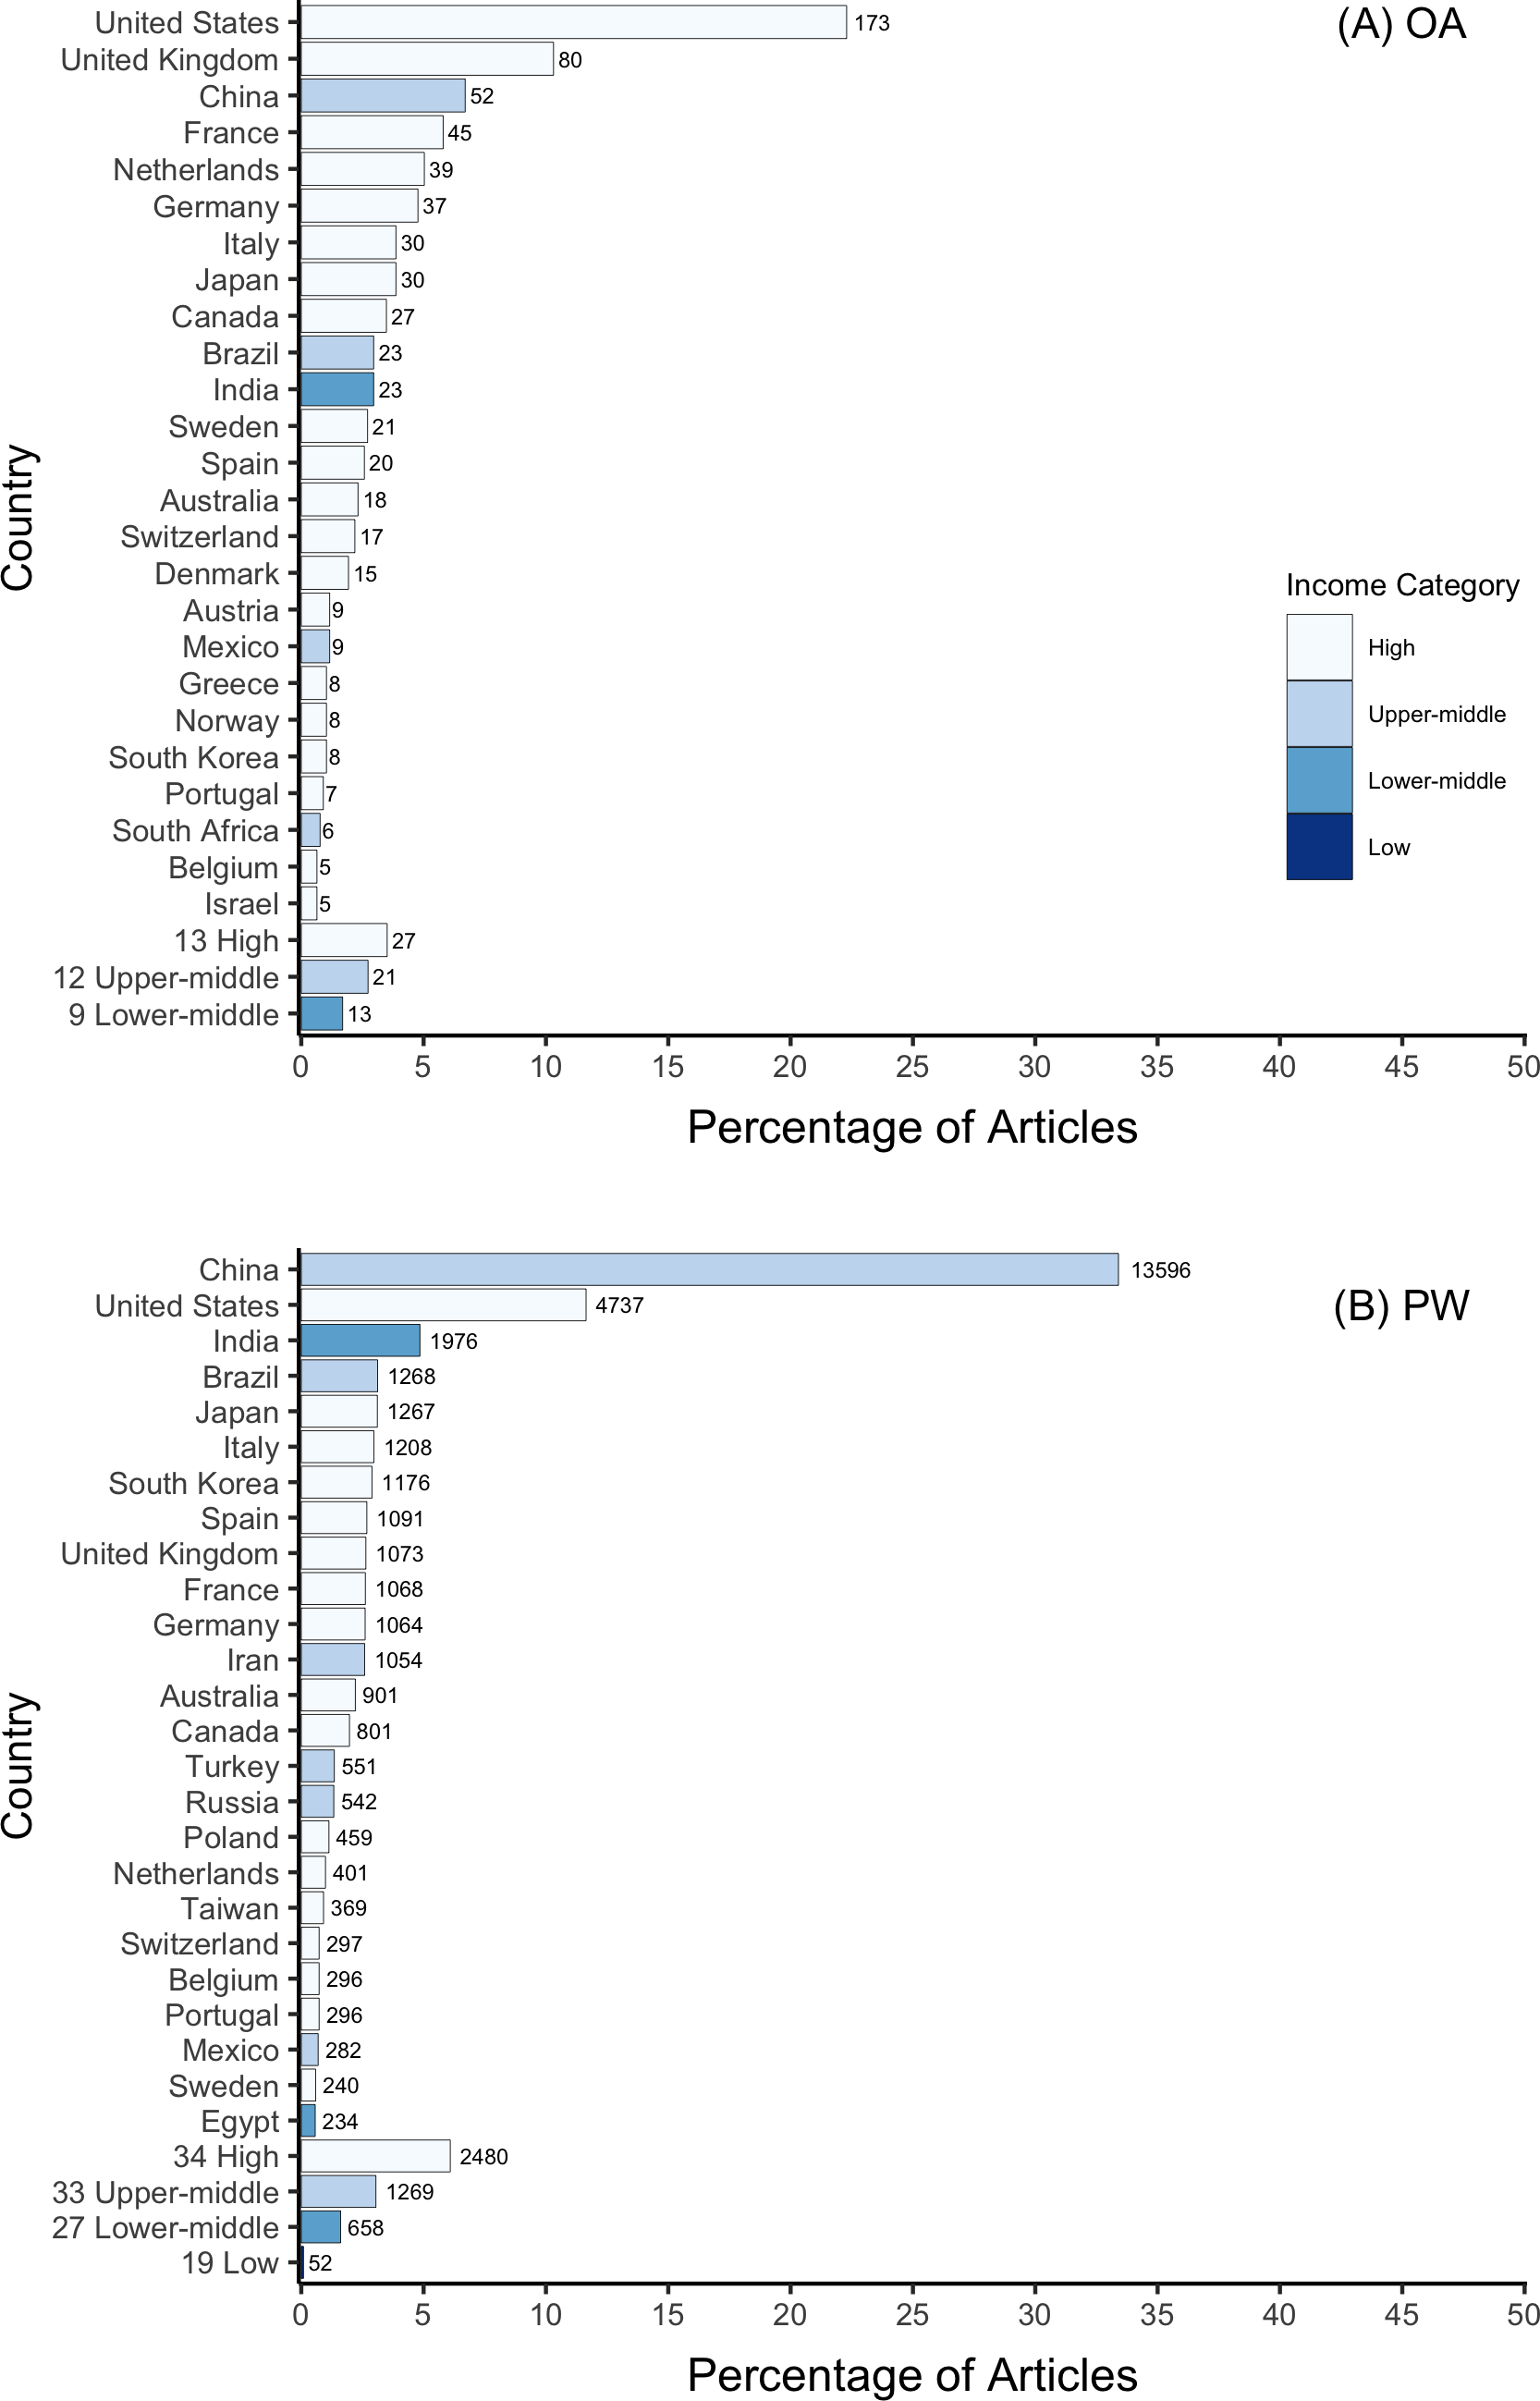 (A) OA
United States 173
United Kingdom 80
China 52
France 45
Netherlands 39
Germany 37
Italy 30
Japan 30
Canada 27
Brazil 23
India 23
Sweden 21
Spain 20
Australia 18
Switzerland 17
Denmark 15
Austria 9
Mexico 9
Greece 8
Norway 8
South Korea 8
Portugal 7
South Africa 6
Belgium 5
Israel 5
13 High 27
12 Upper-middle 21
9 Lower-middle 13
Country
Income Category
High
Upper-middle
Lower-middle
Low
0 5 10 15 20 25 30 35 40 45 50
Percentage of Articles
(B) PW
China 13596
United States 4737
India 1976
Brazil 1268
Japan 1267
Italy 1208
South Korea 1176
Spain 1091
United Kingdom 1073
France 1068
Germany 1064
Iran 1054
Australia 901
Canada 801
Turkey 551
Russia 542
Poland 459
Netherlands 401
Taiwan 369
Switzerland 297
Belgium 296
Portugal 296
Mexico 282
Sweden 240
Egypt 234
34 High 2480
33 Upper-middle 1269
27 Lower-middle 658
19 Low 52
Country
0 5 10 15 20 25 30 35 40 45 50
Percentage of Articles